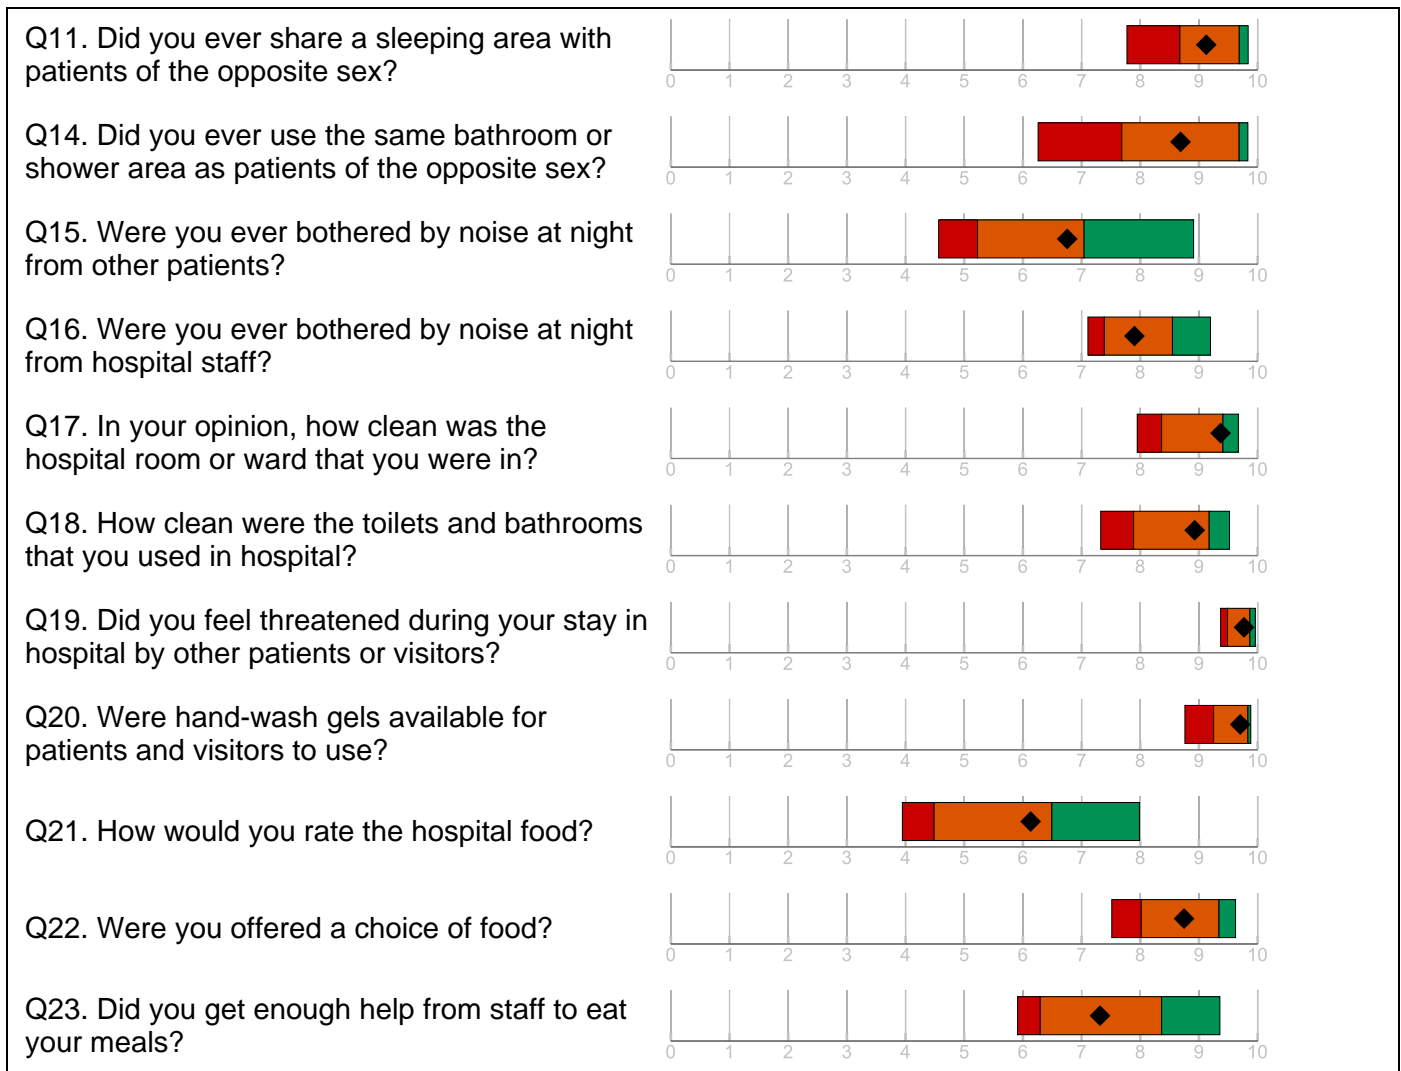 Q11. Did you ever share a sleeping area with
patients of the opposite sex?
0 1 2 3 4 5 6 7 8 9 10
Q14. Did you ever use the same bathroom or
shower area as patients of the opposite sex?
0 1 2 3 4 5 6 7 8 9 10
Q15. Were you ever bothered by noise at night
from other patients?
0 1 2 3 4 5 6 7 8 9 10
Q16. Were you ever bothered by noise at night
from hospital staff?
0 1 2 3 4 5 6 7 8 9 10
Q17. In your opinion, how clean was the
hospital room or ward that you were in?
0 1 2 3 4 5 6 7 8 9 10
Q18. How clean were the toilets and bathrooms
that you used in hospital?
0 1 2 3 4 5 6 7 8 9 10
Q19. Did you feel threatened during your stay in
hospital by other patients or visitors?
0 1 2 3 4 5 6 7 8 9 10
Q20. Were hand-wash gels available for
patients and visitors to use?
0 1 2 3 4 5 6 7 8 9 10
Q21. How would you rate the hospital food?
0 1 2 3 4 5 6 7 8 9 10
Q22. Were you offered a choice of food?
0 1 2 3 4 5 6 7 8 9 10
Q23. Did you get enough help from staff to eat
your meals?
0 1 2 3 4 5 6 7 8 9 10